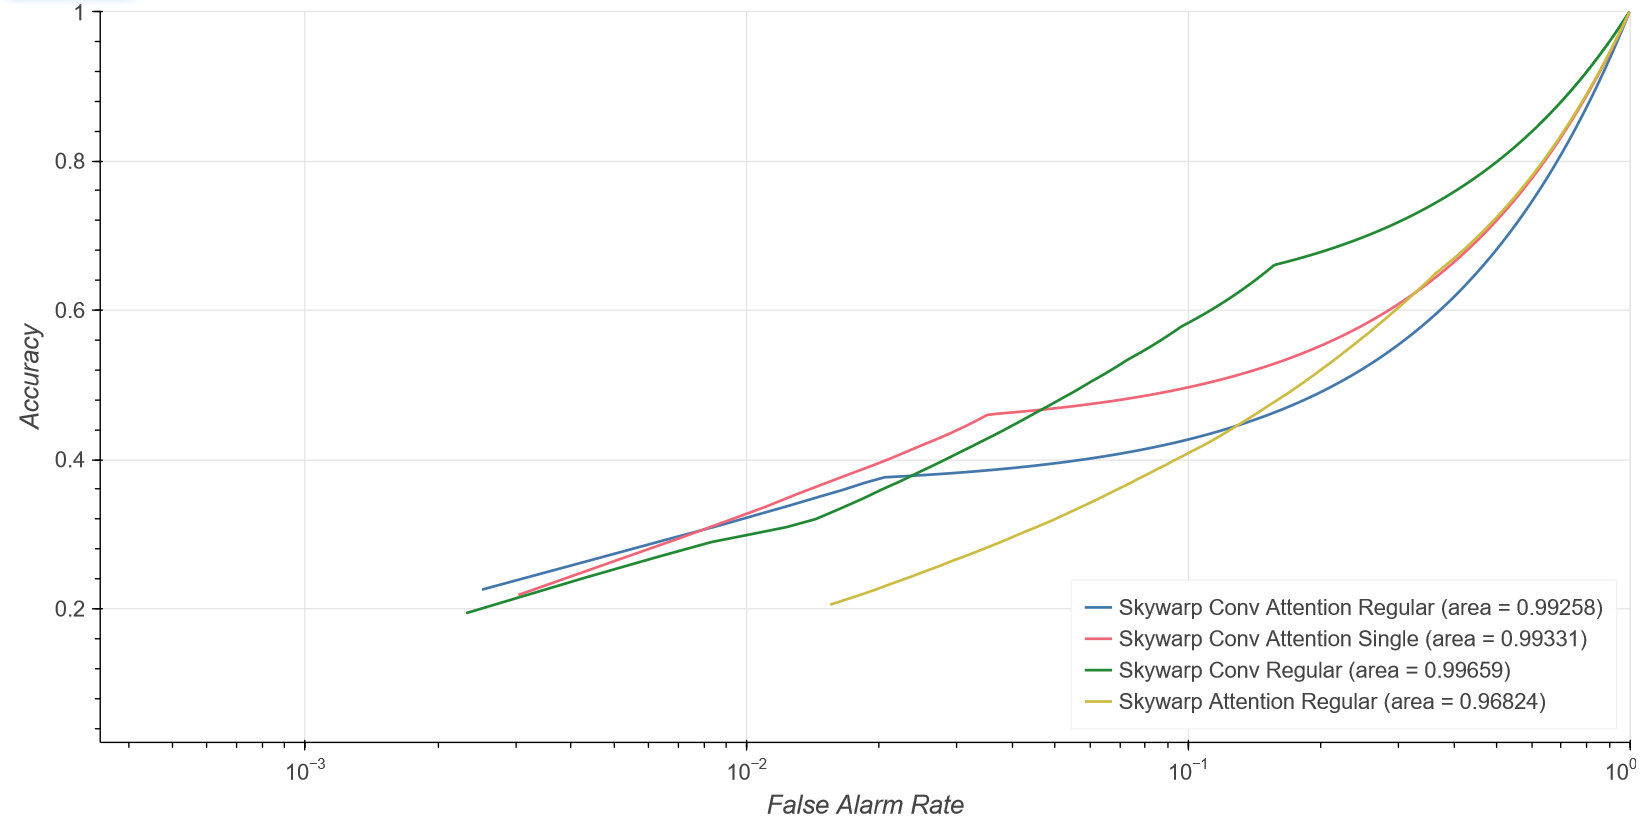 1
0.8
0.6
0.4
0.2
Accuracy
10⁻³
10⁻²
10⁻¹
10⁰
False Alarm Rate
Skywarp Conv Attention Regular (area = 0.99258)
Skywarp Conv Attention Single (area = 0.99331)
Skywarp Conv Regular (area = 0.99659)
Skywarp Attention Regular (area = 0.96824)